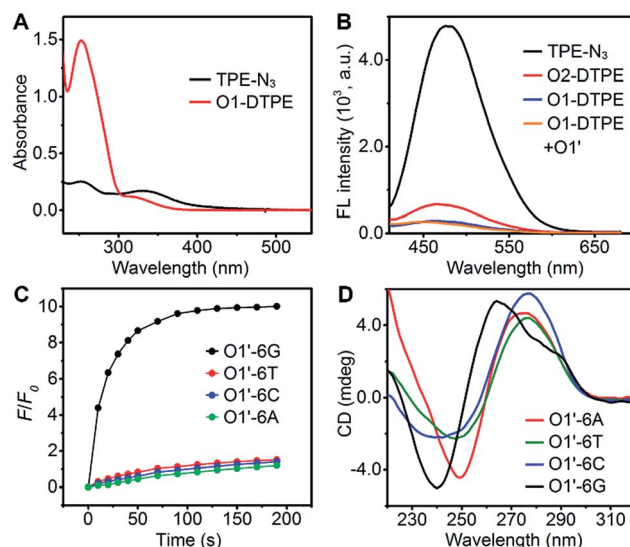 A
Absorbance
1.5
1.0
0.5
0.0
300
400
500
Wavelength (nm)
TPE-N₃
O1-DTPE
B
FL intensity (10³, a.u.)
4.0
2.0
0.0
450
550
650
Wavelength (nm)
TPE-N₃
O2-DTPE
O1-DTPE
O1-DTPE
+O1'
C
F/F₀
10
8
6
4
2
0
0
50
100
150
200
Time (s)
O1'-6G
O1'-6T
O1'-6C
O1'-6A
D
CD (mdeg)
4.0
0.0
−4.0
220
250
280
310
Wavelength (nm)
O1'-6A
O1'-6T
O1'-6C
O1'-6G